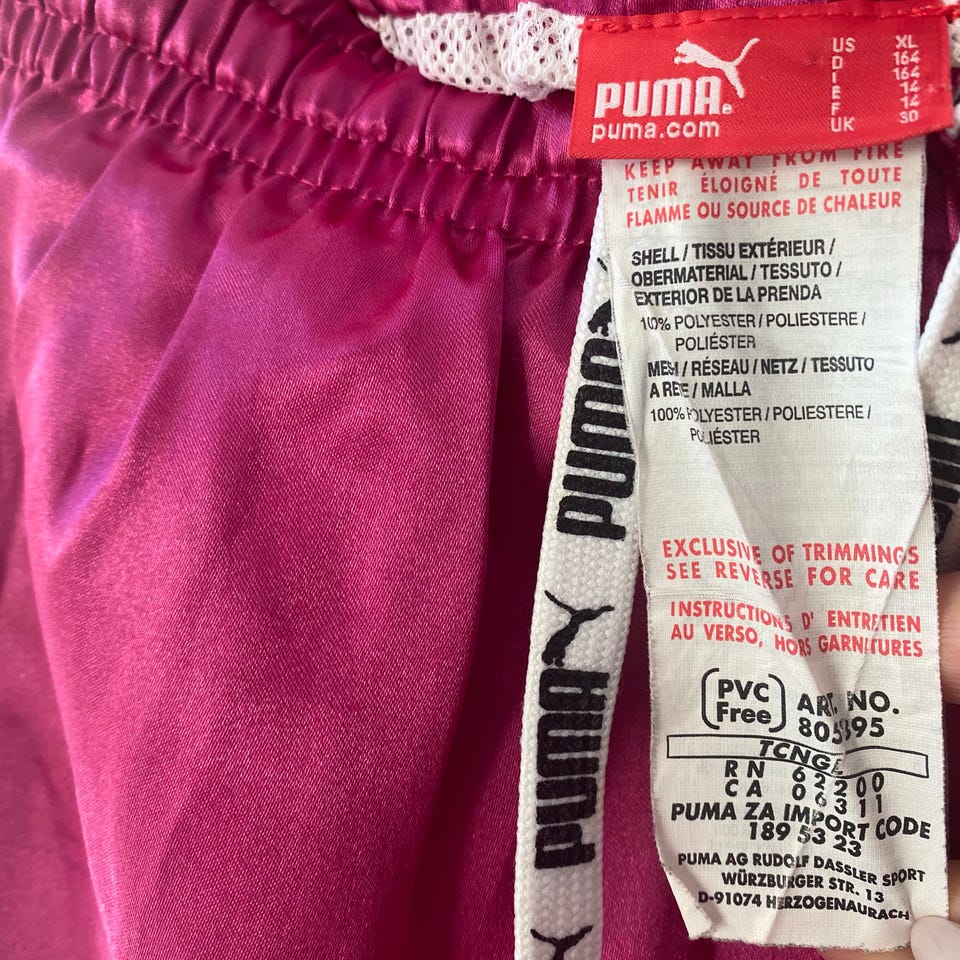 PUMA
puma.com
US XL
D 164
I 164
E 14
F 14
UK 30
KEEP AWAY FROM FIRE
TENIR ÉLOIGNÉ DE TOUTE
FLAMME OU SOURCE DE CHALEUR
SHELL / TISSU EXTÉRIEUR /
OBERMATERIAL / TESSUTO /
EXTERIOR DE LA PRENDA
100% POLYESTER / POLIESTERE /
POLIÉSTER
MESH / RÉSEAU / NETZ / TESSUTO
A RETE / MALLA
100% POLYESTER / POLIESTERE /
POLIÉSTER
EXCLUSIVE OF TRIMMINGS
SEE REVERSE FOR CARE
INSTRUCTIONS D' ENTRETIEN
AU VERSO, HORS GARNITURES
PVC
Free
ART. NO.
TCNGE
RN 62200
CA 06311
PUMA ZA IMPORT CODE
189 53 23
PUMA AG RUDOLF DASSLER SPORT
WÜRZBURGER STR. 13
D-91074 HERZOGENAURACH
PUMA
PUMA